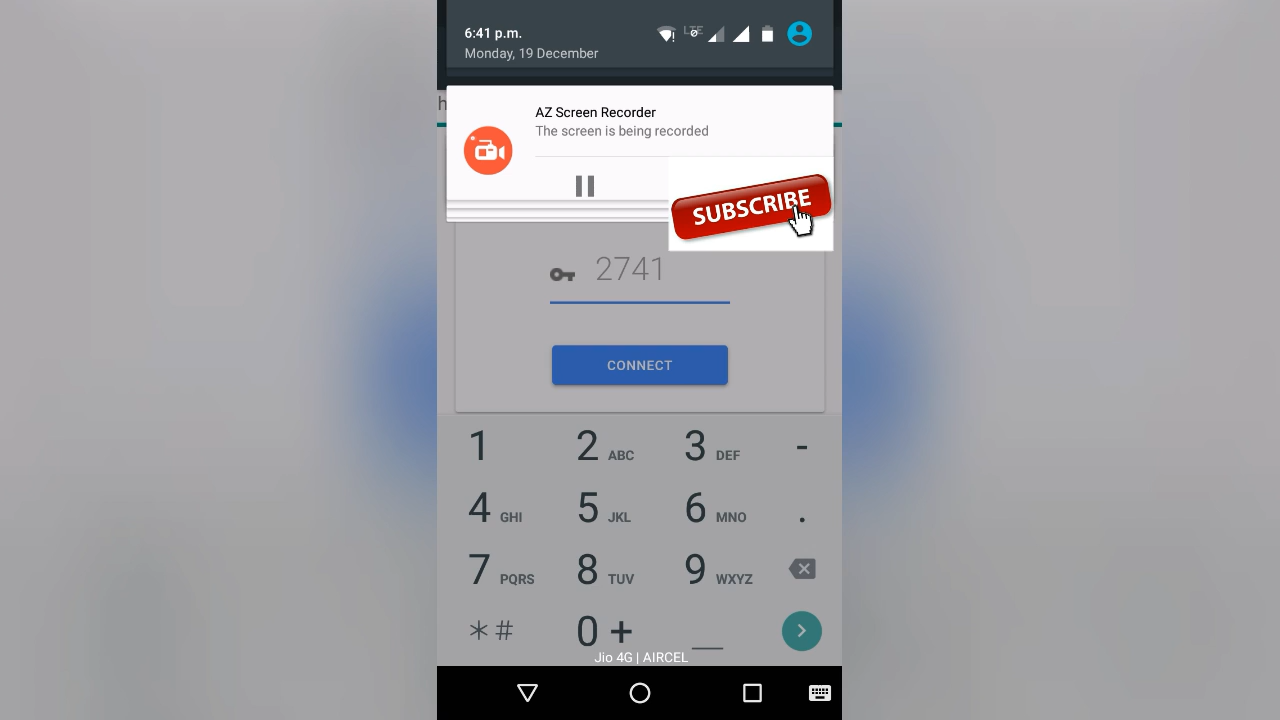 6:41 p.m.
LTE
Monday, 19 December
h
AZ Screen Recorder
The screen is being recorded
SUBSCRIBE
2741
CONNECT
1 2 ABC 3 DEF -
4 GHI 5 JKL 6 MNO .
7 PQRS 8 TUV 9 WXYZ
*# 0 + _
Jio 4G | AIRCEL